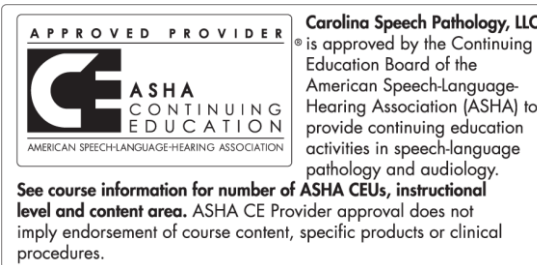 APPROVED PROVIDER
CE
ASHA
CONTINUING
EDUCATION
AMERICAN SPEECH-LANGUAGE-HEARING ASSOCIATION
®
Carolina Speech Pathology, LLC
is approved by the Continuing
Education Board of the
American Speech-Language-
Hearing Association (ASHA) to
provide continuing education
activities in speech-language
pathology and audiology.
See course information for number of ASHA CEUs, instructional
level and content area. ASHA CE Provider approval does not
imply endorsement of course content, specific products or clinical
procedures.